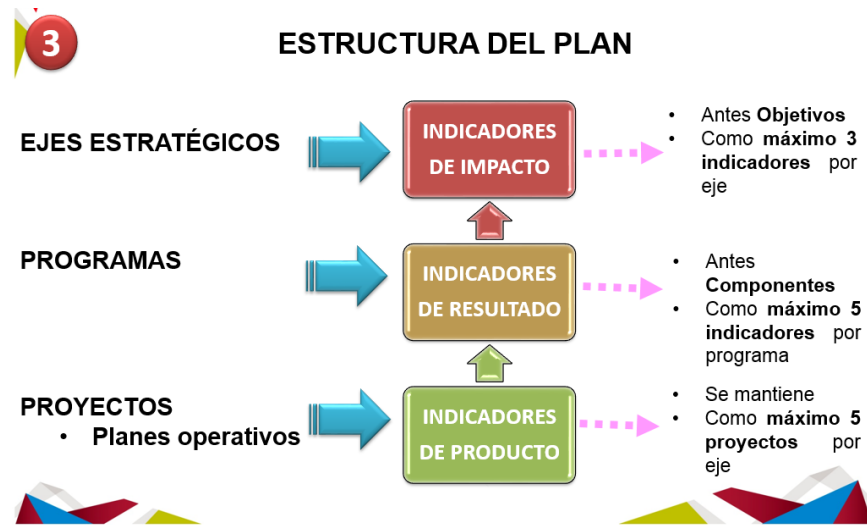 3
ESTRUCTURA DEL PLAN
EJES ESTRATÉGICOS
INDICADORES
DE IMPACTO
• Antes Objetivos
• Como máximo 3
indicadores por
eje
PROGRAMAS
INDICADORES
DE RESULTADO
• Antes
Componentes
• Como máximo 5
indicadores por
programa
PROYECTOS
• Planes operativos
INDICADORES
DE PRODUCTO
• Se mantiene
• Como máximo 5
proyectos por
eje